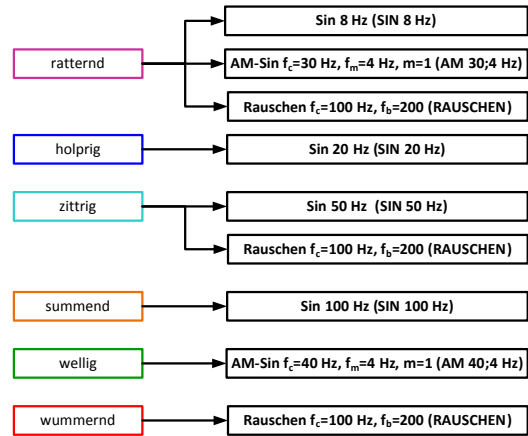 Sin 8 Hz (SIN 8 Hz)
ratternd
AM-Sin fc=30 Hz, fm=4 Hz, m=1 (AM 30;4 Hz)
Rauschen fc=100 Hz, fb=200 (RAUSCHEN)
holprig
Sin 20 Hz (SIN 20 Hz)
zittrig
Sin 50 Hz (SIN 50 Hz)
Rauschen fc=100 Hz, fb=200 (RAUSCHEN)
summend
Sin 100 Hz (SIN 100 Hz)
wellig
AM-Sin fc=40 Hz, fm=4 Hz, m=1 (AM 40;4 Hz)
wummernd
Rauschen fc=100 Hz, fb=200 (RAUSCHEN)